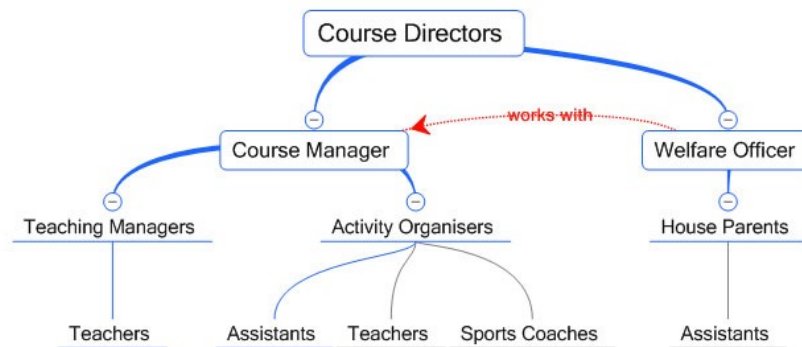 Course Directors
works with
Course Manager
Welfare Officer
Teaching Managers
Activity Organisers
House Parents
Teachers
Assistants
Teachers
Sports Coaches
Assistants